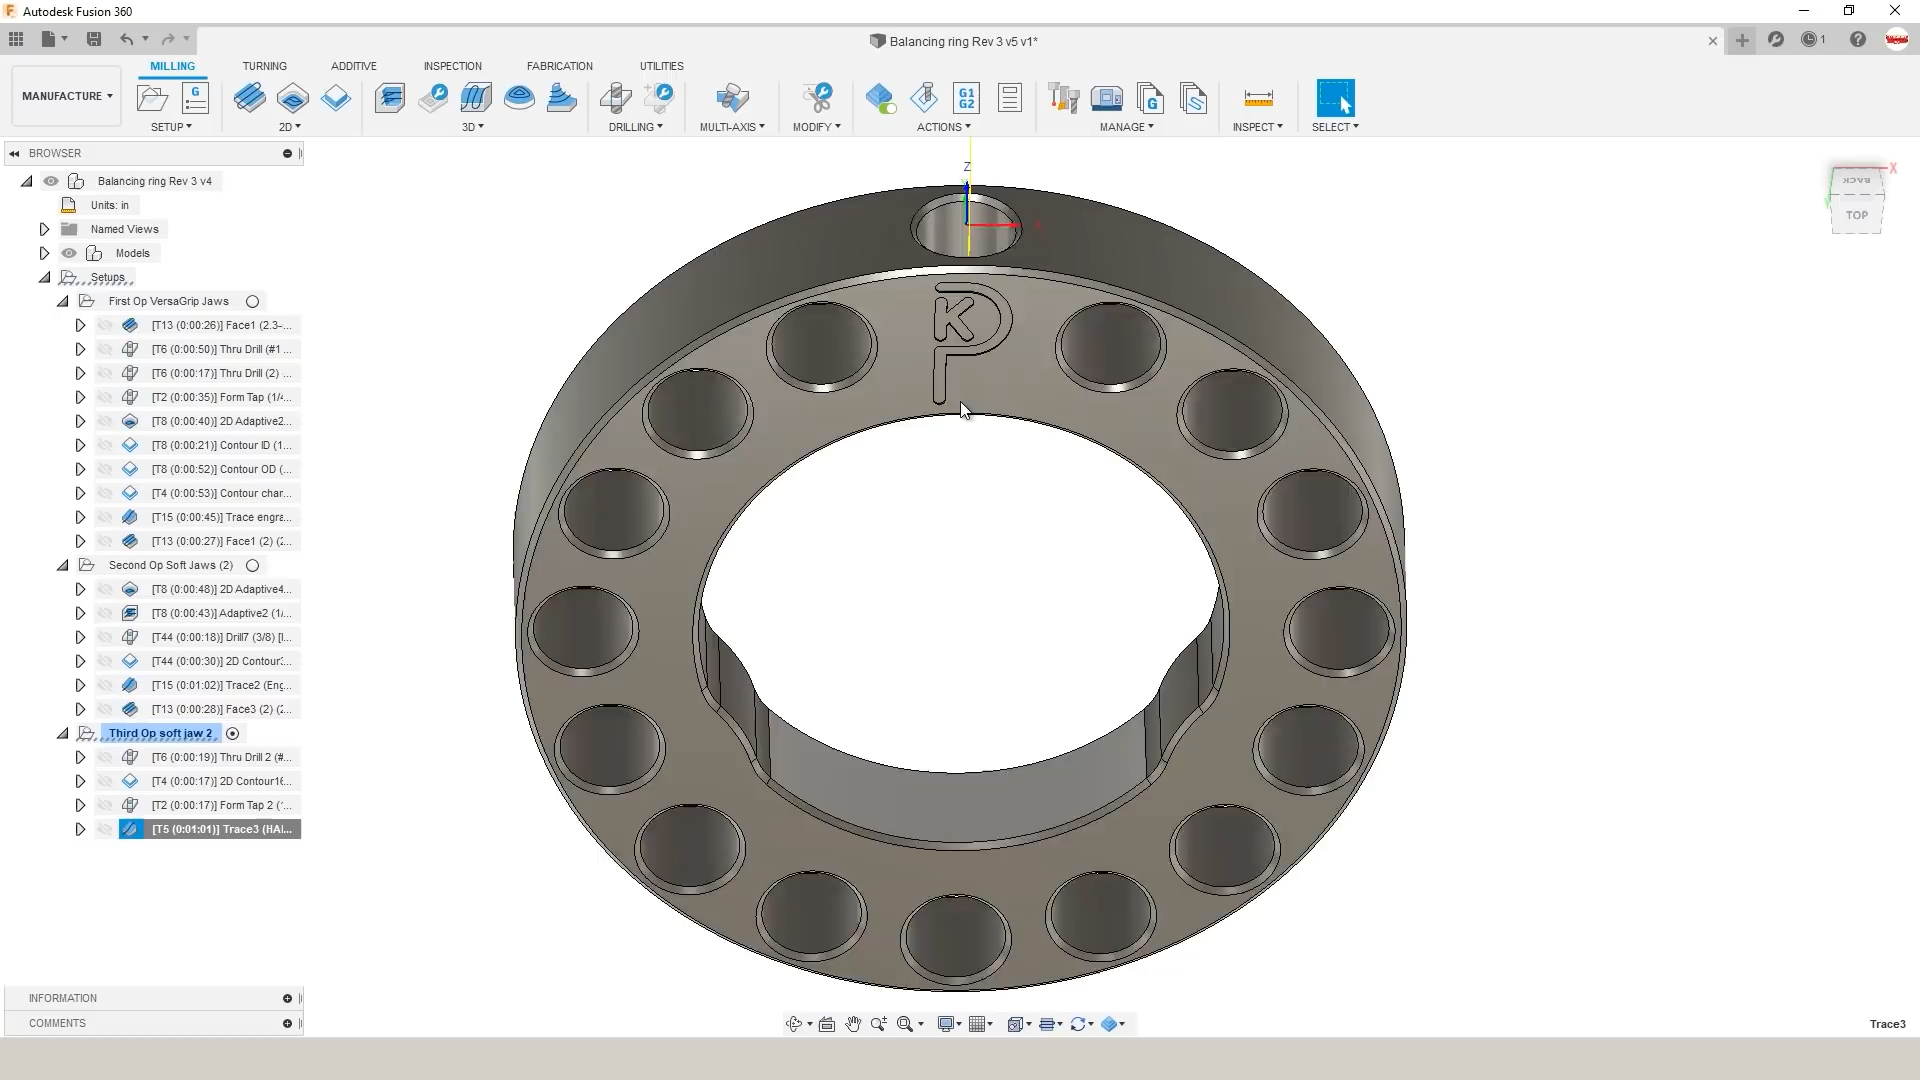 Autodesk Fusion 360
Balancing ring Rev 3 v5 v1*
1
MILLING TURNING ADDITIVE INSPECTION FABRICATION UTILITIES
MANUFACTURE
G
G1
G2
G
SETUP 2D 3D DRILLING MULTI-AXIS MODIFY ACTIONS MANAGE INSPECT SELECT
BROWSER
Balancing ring Rev 3 v4
Units: in
Named Views
Models
Setups
First Op VersaGrip Jaws
[T13 (0:00:26)] Face1 (2.3-...
[T6 (0:00:50)] Thru Drill (#1 ...
[T6 (0:00:17)] Thru Drill (2) ...
[T2 (0:00:35)] Form Tap (1/4...
[T8 (0:00:40)] 2D Adaptive2...
[T8 (0:00:21)] Contour ID (1...
[T8 (0:00:52)] Contour OD (...
[T4 (0:00:53)] Contour char...
[T15 (0:00:45)] Trace engra...
[T13 (0:00:27)] Face1 (2) (2...
Second Op Soft Jaws (2)
[T8 (0:00:48)] 2D Adaptive4...
[T8 (0:00:43)] Adaptive2 (1/...
[T44 (0:00:18)] Drill7 (3/8) [I...
[T44 (0:00:30)] 2D Contour3...
[T15 (0:01:02)] Trace2 (Eng...
[T13 (0:00:28)] Face3 (2) (2...
Third Op soft jaw 2
[T6 (0:00:19)] Thru Drill 2 (#...
[T4 (0:00:17)] 2D Contour16...
[T2 (0:00:17)] Form Tap 2 (...
[T5 (0:01:01)] Trace3 (HAI...
INFORMATION
COMMENTS
Z
K
P
X
BACK
Y
TOP
Trace3